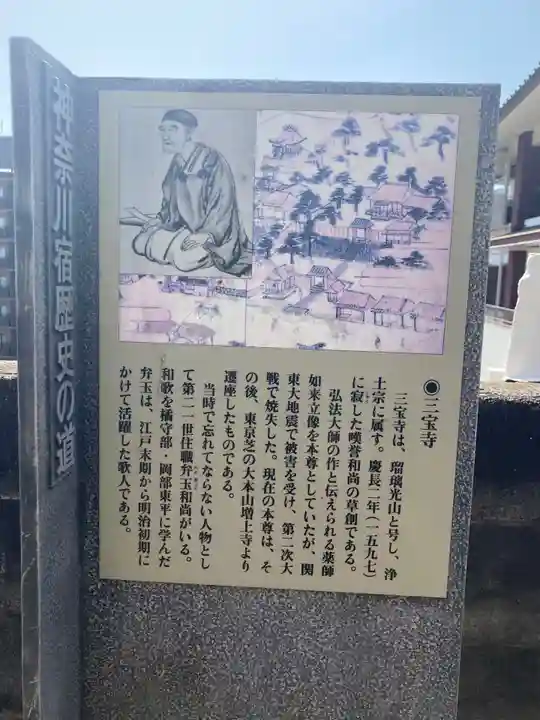 神奈川宿歴史の道
◉三宝寺
三宝寺は、瑠璃光山と号し、浄
土宗に属す。慶長二年（一五九七）
に寂した嘆誉和尚の草創である。
弘法大師の作と伝えられる薬師
如来立像を本尊としていたが、関
東大地震で被害を受け、第二次大
戦で焼失した。現在の本尊は、そ
の後、東京芝の大本山増上寺より
遷座したものである。
当時で忘れてならない人物とし
て第二一世住職弁玉和尚がいる。
和歌を橘守部・岡部東平に学んだ
弁玉は、江戸末期から明治初期に
かけて活躍した歌人である。